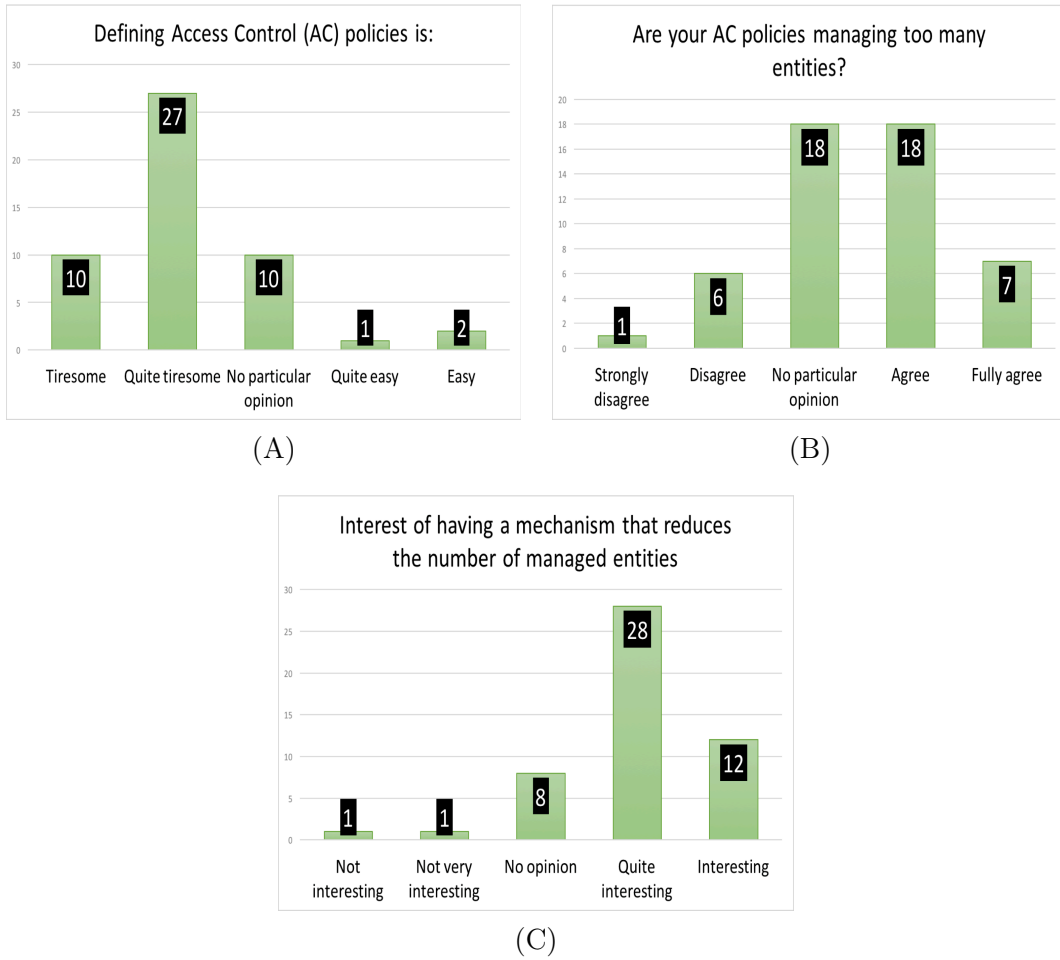 Defining Access Control (AC) policies is:
30
25
20
15
10
5
0
10
27
10
1
2
Tiresome Quite tiresome No particular Quite easy Easy
opinion
(A)
Are your AC policies managing too many
entities?
20
18
16
14
12
10
8
6
4
2
0
1
6
18
18
7
Strongly Disagree No particular Agree Fully agree
disagree opinion
(B)
Interest of having a mechanism that reduces
the number of managed entities
30
25
20
15
10
5
0
1
1
8
28
12
Not Not very No opinion Quite Interesting
interesting interesting interesting
(C)